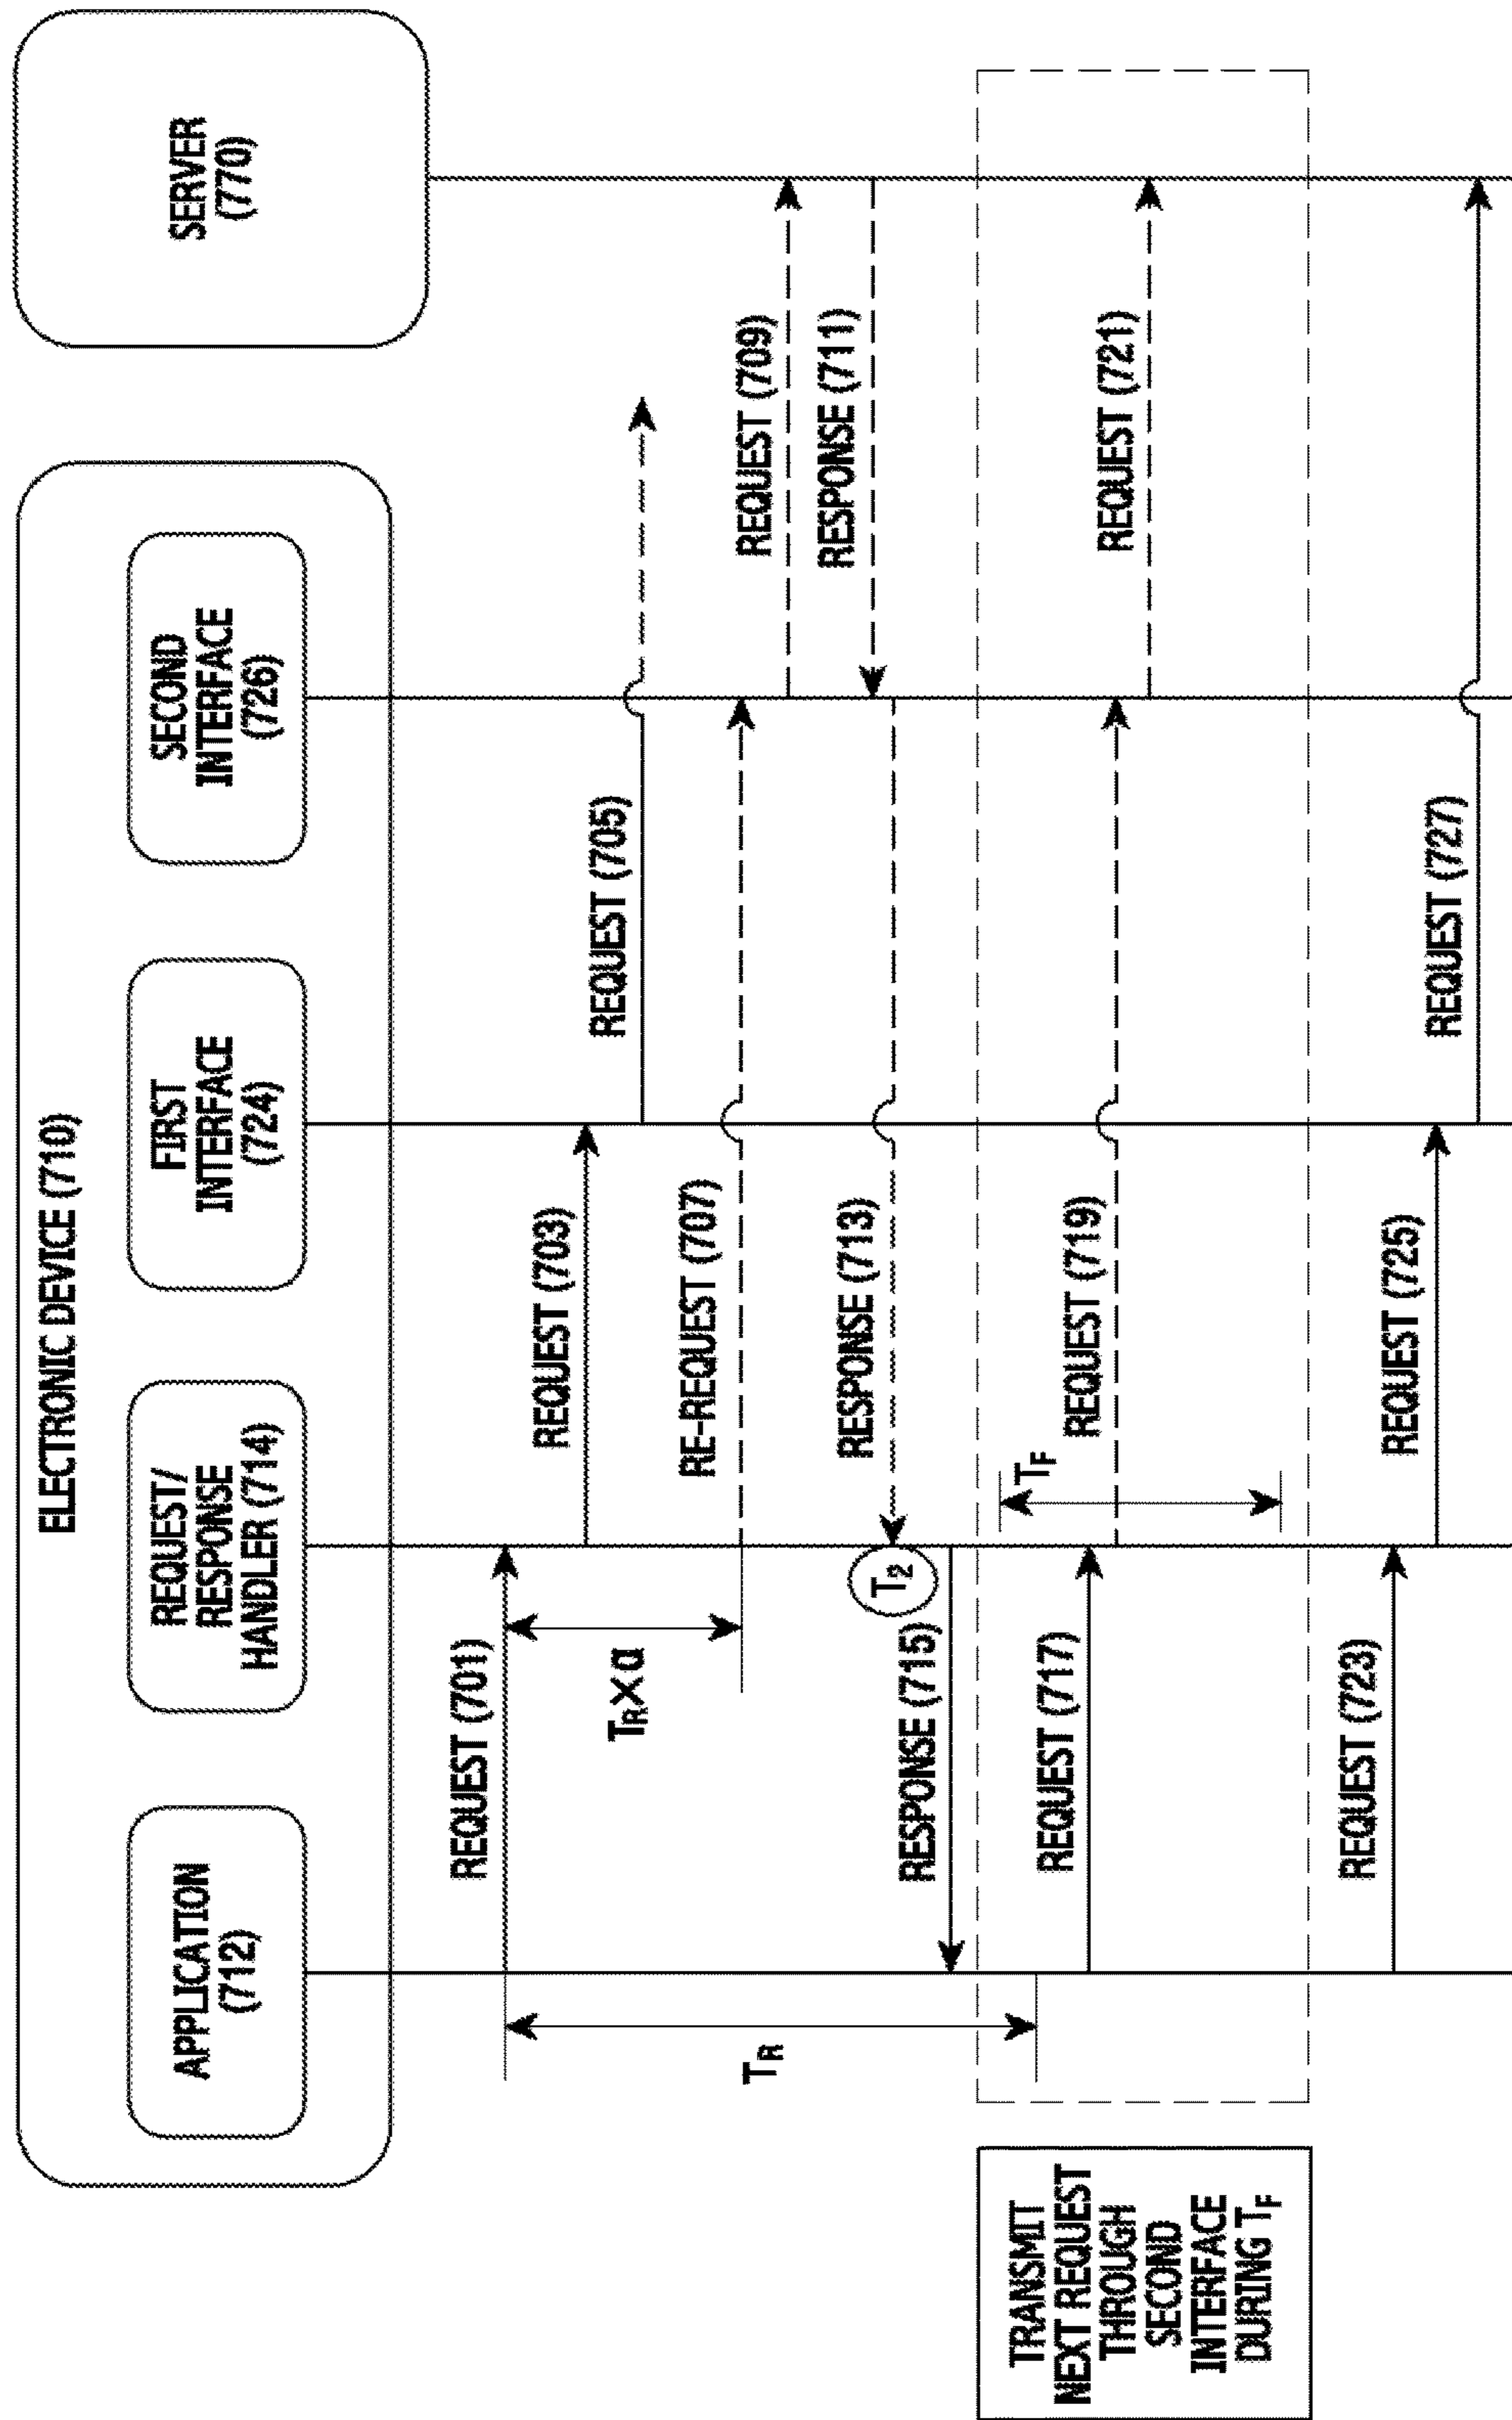 ELECTRONIC DEVICE (710)
APPLICATION
(712)
REQUEST/
RESPONSE
HANDLER (714)
FIRST
INTERFACE
(724)
SECOND
INTERFACE
(726)
SERVER
(770)
REQUEST (701)
REQUEST (703)
REQUEST (705)
TR×α
TR
RE-REQUEST (707)
REQUEST (709)
RESPONSE (711)
RESPONSE (713)
T2
RESPONSE (715)
TRANSMIT
NEXT REQUEST
THROUGH
SECOND
INTERFACE
DURING TF
REQUEST (717)
TF
REQUEST (719)
REQUEST (721)
REQUEST (723)
REQUEST (725)
REQUEST (727)